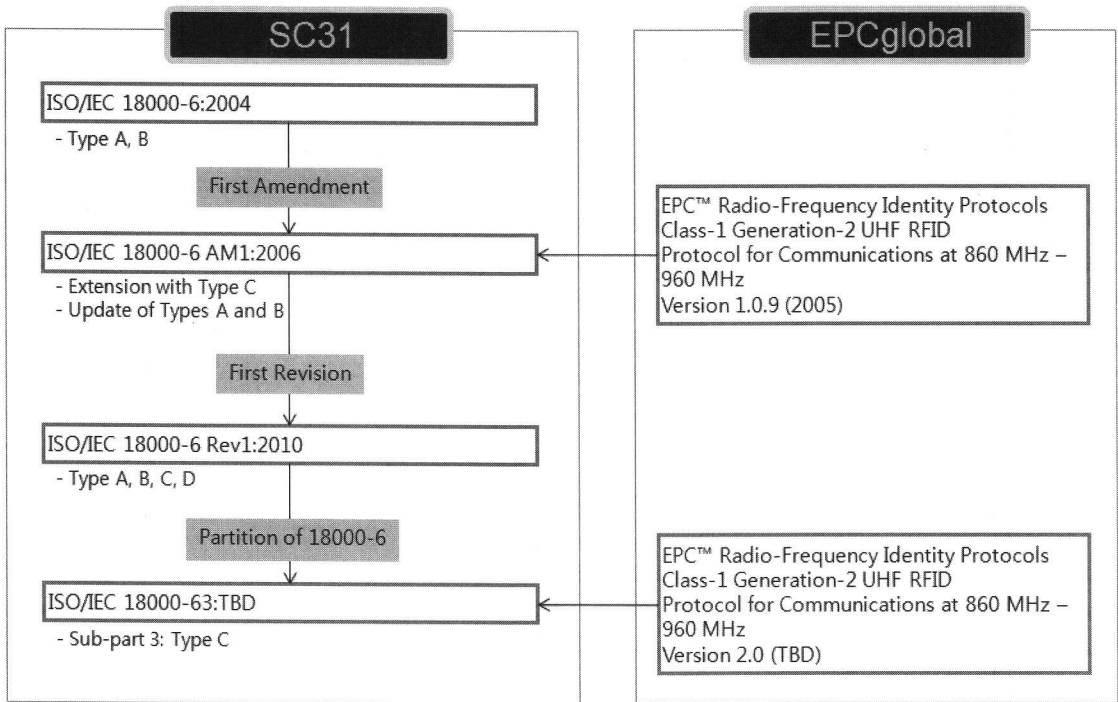 SC31
ISO/IEC 18000-6:2004
- Type A, B
First Amendment
ISO/IEC 18000-6 AM1:2006
- Extension with Type C
- Update of Types A and B
First Revision
ISO/IEC 18000-6 Rev1:2010
- Type A, B, C, D
Partition of 18000-6
ISO/IEC 18000-63:TBD
- Sub-part 3: Type C
EPCglobal
EPC™ Radio-Frequency Identity Protocols
Class-1 Generation-2 UHF RFID
Protocol for Communications at 860 MHz –
960 MHz
Version 1.0.9 (2005)
EPC™ Radio-Frequency Identity Protocols
Class-1 Generation-2 UHF RFID
Protocol for Communications at 860 MHz –
960 MHz
Version 2.0 (TBD)